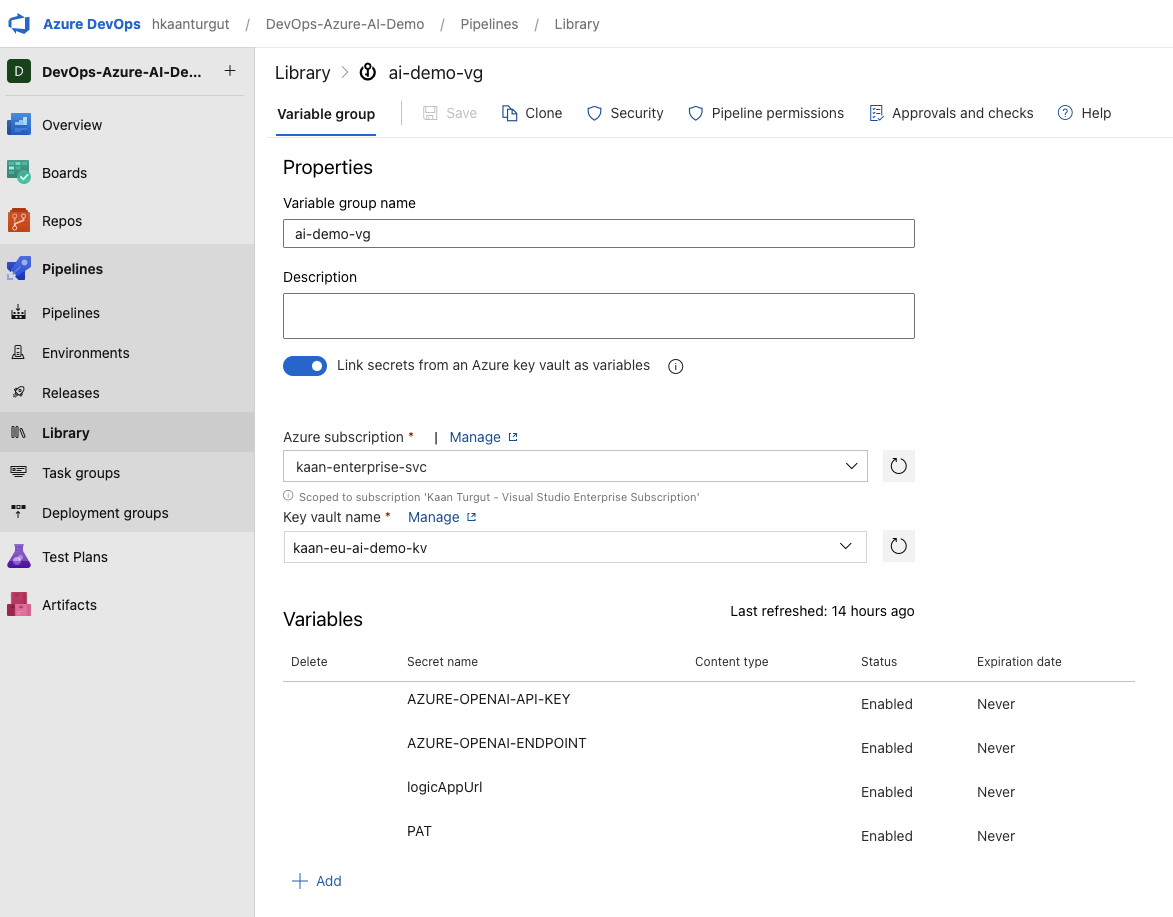 Azure DevOps hkaanturgut / DevOps-Azure-AI-Demo / Pipelines / Library
D DevOps-Azure-AI-De... +
Overview
Boards
Repos
Pipelines
Pipelines
Environments
Releases
Library
Task groups
Deployment groups
Test Plans
Artifacts
Library > ai-demo-vg
Variable group Save Clone Security Pipeline permissions Approvals and checks Help
Properties
Variable group name
ai-demo-vg
Description
Link secrets from an Azure key vault as variables
Azure subscription * | Manage
kaan-enterprise-svc
Scoped to subscription 'Kaan Turgut - Visual Studio Enterprise Subscription'
Key vault name * Manage
kaan-eu-ai-demo-kv
Variables Last refreshed: 14 hours ago
Delete Secret name Content type Status Expiration date
AZURE-OPENAI-API-KEY Enabled Never
AZURE-OPENAI-ENDPOINT Enabled Never
logicAppUrl Enabled Never
PAT Enabled Never
+ Add